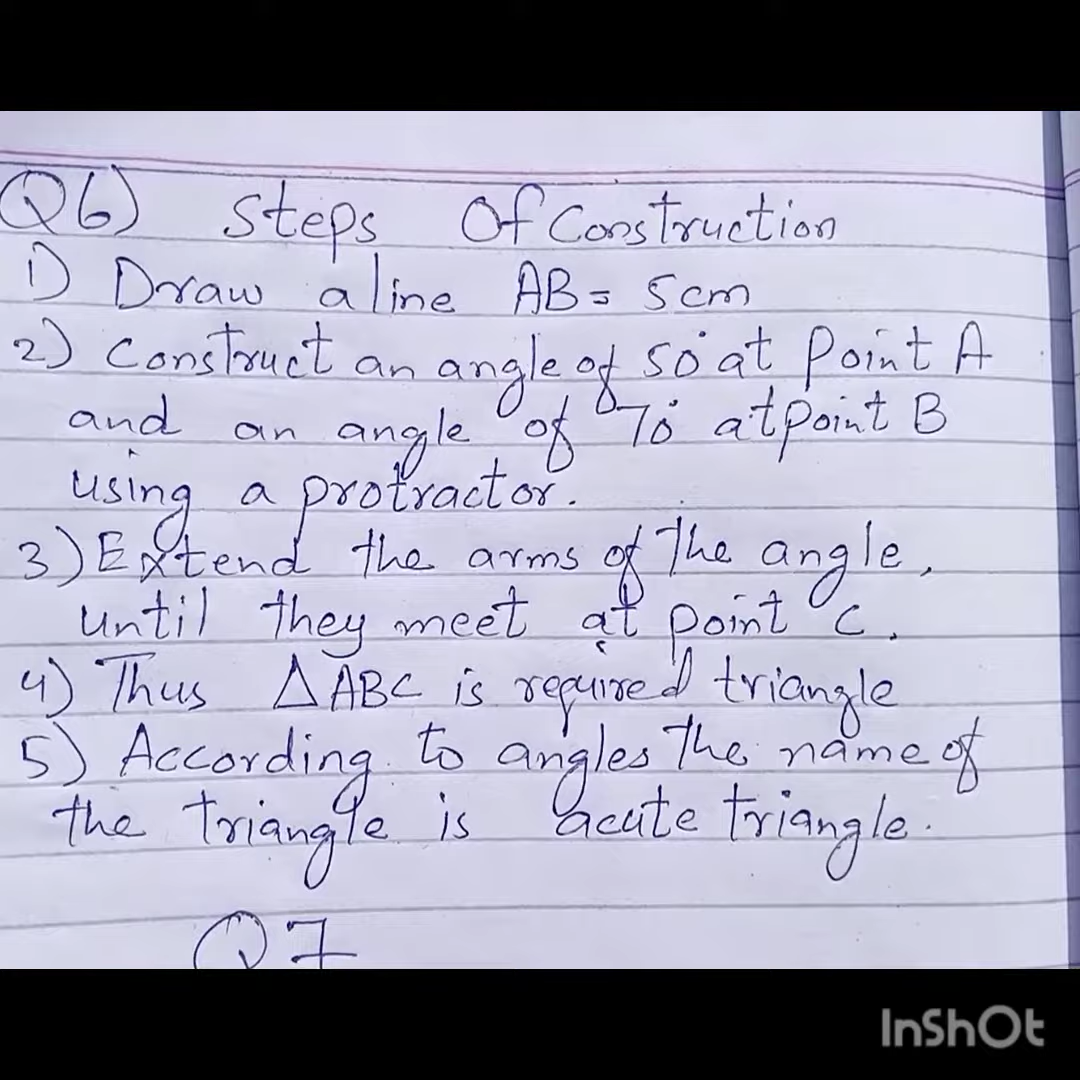 Q6) Steps Of Construction
1) Draw a line AB = 5cm
2) Construct an angle of 50° at Point A
and an angle of 70° at point B
using a protractor.
3) Extend the arms of the angle,
until they meet at point C.
4) Thus △ABC is required triangle
5) According to angles the name of
the triangle is acute triangle.
Q7
InShOt